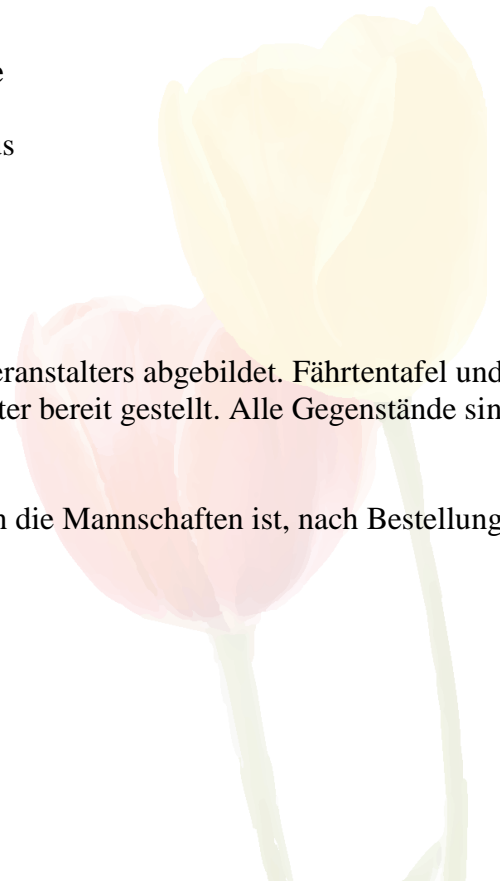 e
s
eranstalters abgebildet. Fährtentafel und
ter bereit gestellt. Alle Gegenstände sin
n die Mannschaften ist, nach Bestellung